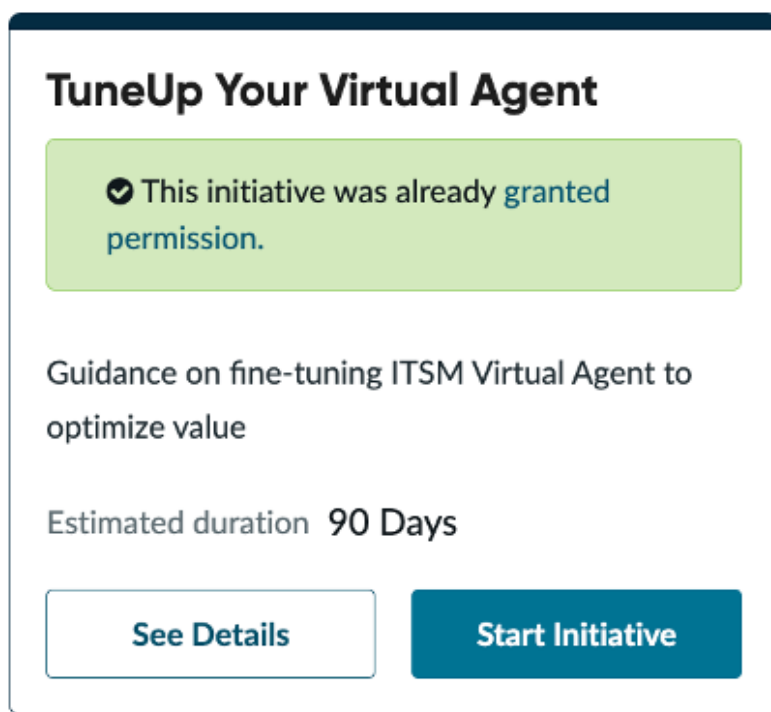 TuneUp Your Virtual Agent
This initiative was already granted
permission.
Guidance on fine-tuning ITSM Virtual Agent to
optimize value
Estimated duration 90 Days
See Details
Start Initiative